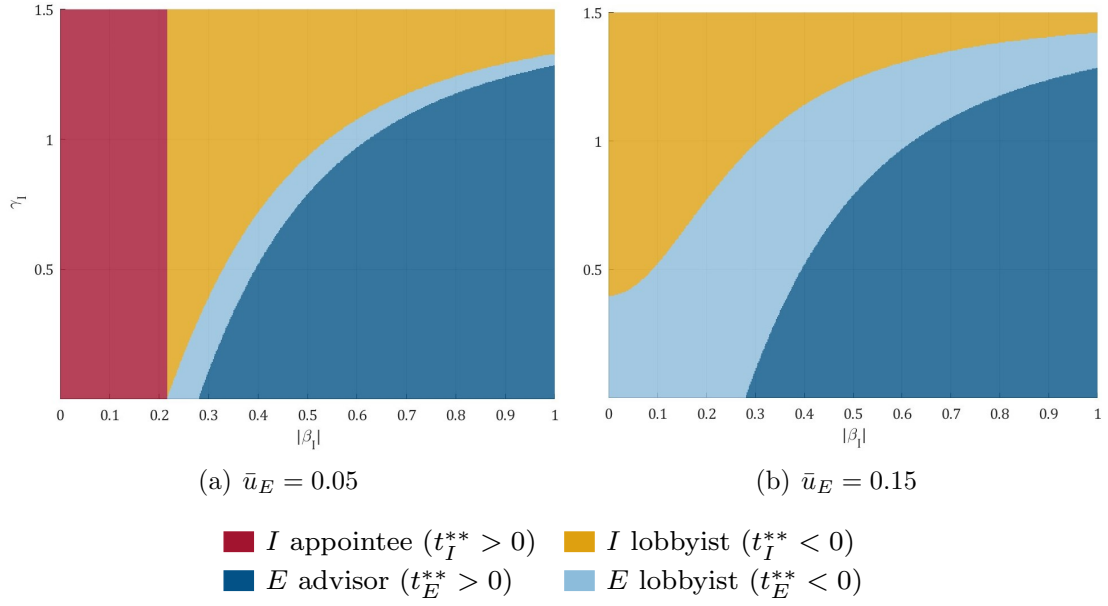 1.5
1
0.5
γ_I
0 0.1 0.2 0.3 0.4 0.5 0.6 0.7 0.8 0.9 1
|β_I|
(a) ū_E = 0.05
1.5
1
0.5
0 0.1 0.2 0.3 0.4 0.5 0.6 0.7 0.8 0.9 1
|β_I|
(b) ū_E = 0.15
I appointee (t_I^{**} > 0) I lobbyist (t_I^{**} < 0)
E advisor (t_E^{**} > 0) E lobbyist (t_E^{**} < 0)